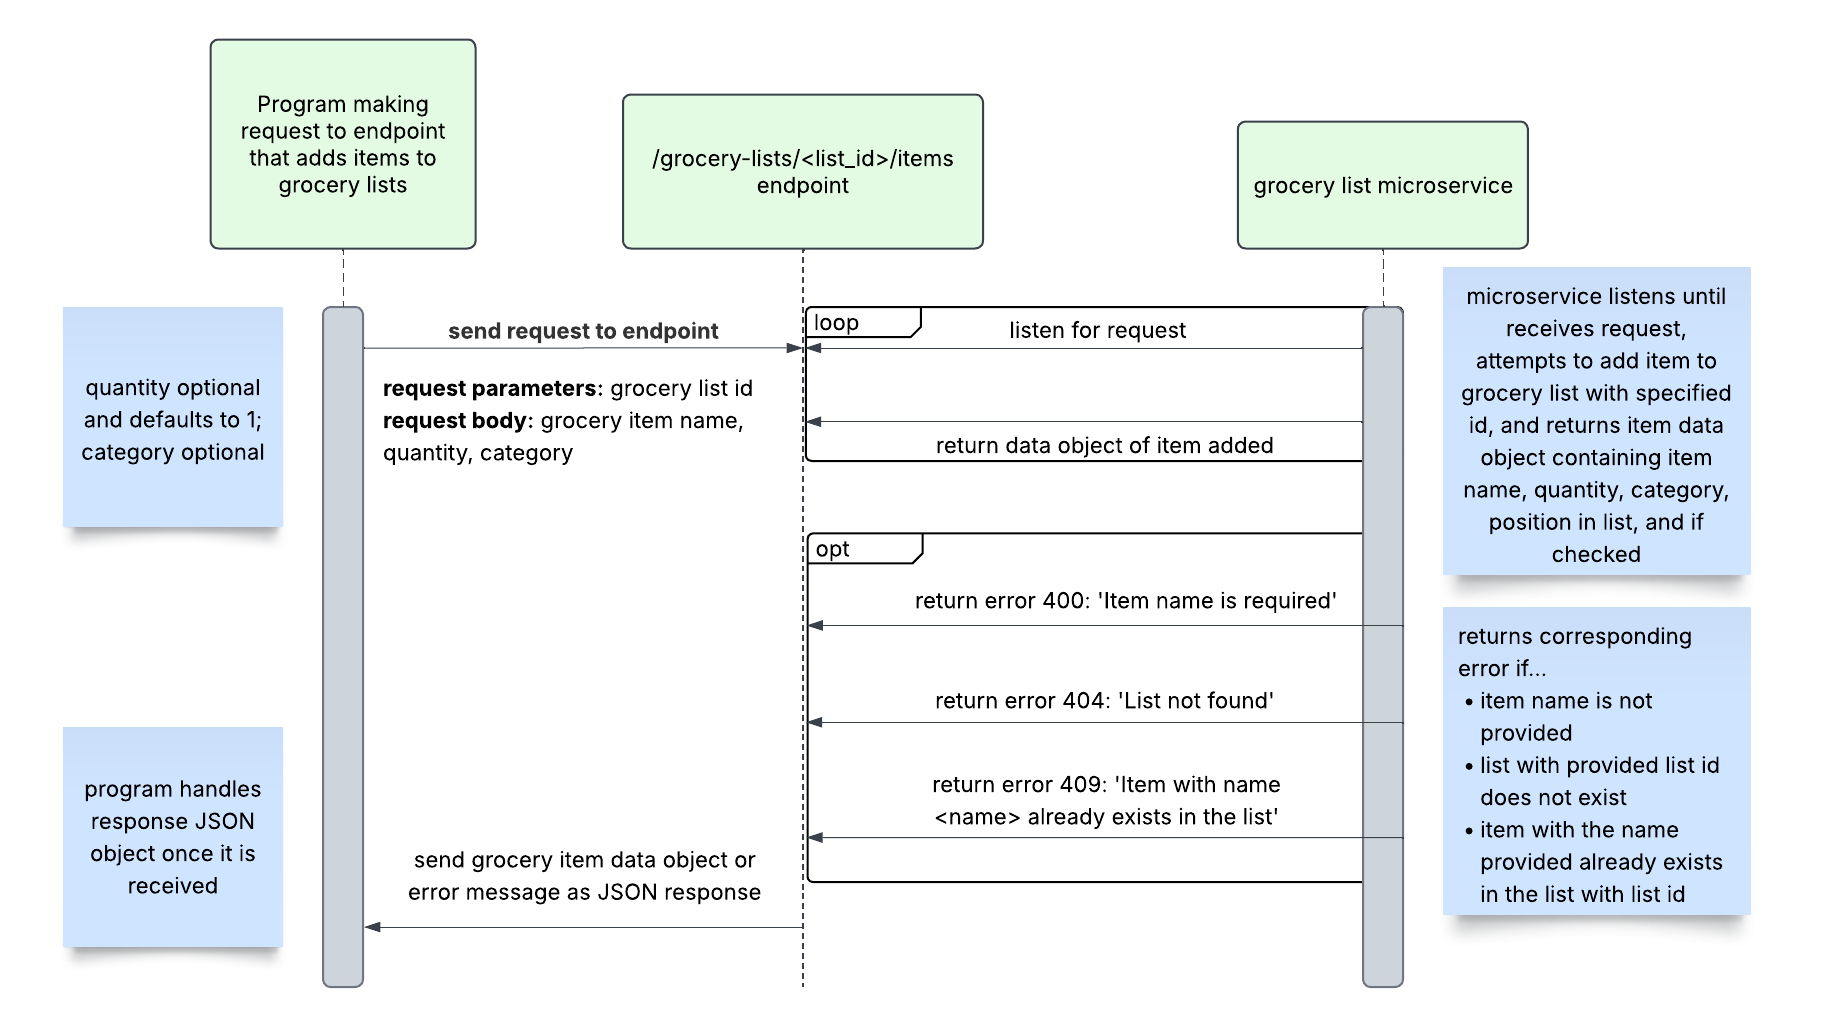 Program making
request to endpoint
that adds items to
grocery lists
/grocery-lists/<list_id>/items
endpoint
grocery list microservice
quantity optional
and defaults to 1;
category optional
send request to endpoint
request parameters: grocery list id
request body: grocery item name,
quantity, category
loop
listen for request
return data object of item added
microservice listens until
receives request,
attempts to add item to
grocery list with specified
id, and returns item data
object containing item
name, quantity, category,
position in list, and if
checked
opt
return error 400: 'Item name is required'
return error 404: 'List not found'
return error 409: 'Item with name
<name> already exists in the list'
returns corresponding
error if...
• item name is not
provided
• list with provided list id
does not exist
• item with the name
provided already exists
in the list with list id
program handles
response JSON
object once it is
received
send grocery item data object or
error message as JSON response